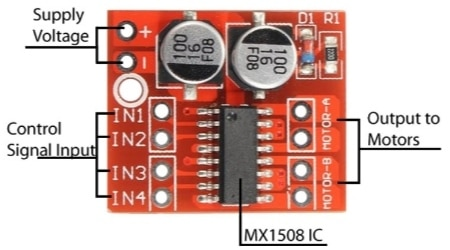 Supply
Voltage
+
-
100
16
F08
100
16
F08
D1
R1
Control
Signal Input
IN1
IN2
IN3
IN4
MOTOR-A
MOTOR-B
Output to
Motors
MX1508 IC